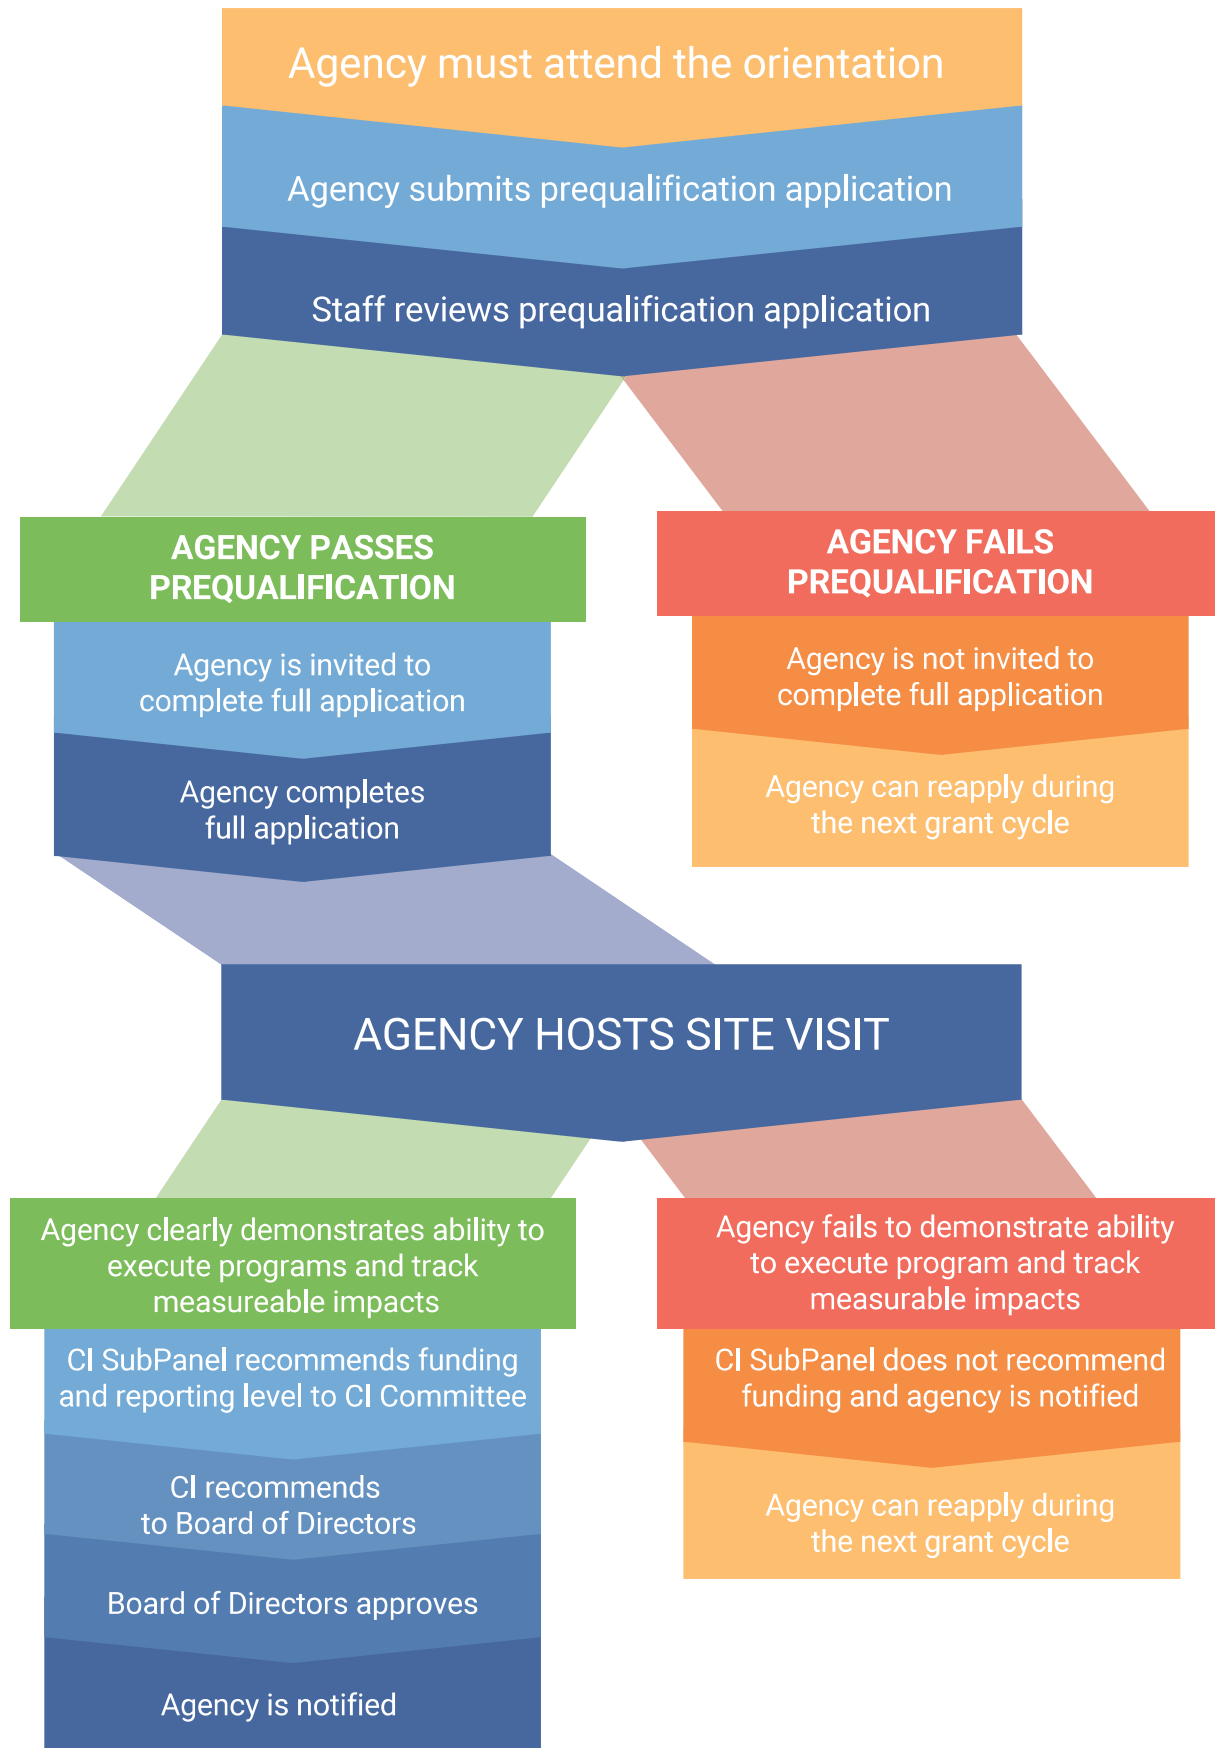 Agency must attend the orientation
Agency submits prequalification application
Staff reviews prequalification application
AGENCY PASSES
PREQUALIFICATION
Agency is invited to
complete full application
Agency completes
full application
AGENCY FAILS
PREQUALIFICATION
Agency is not invited to
complete full application
Agency can reapply during
the next grant cycle
AGENCY HOSTS SITE VISIT
Agency clearly demonstrates ability to
execute programs and track
measureable impacts
CI SubPanel recommends funding
and reporting level to CI Committee
CI recommends
to Board of Directors
Board of Directors approves
Agency is notified
Agency fails to demonstrate ability
to execute program and track
measurable impacts
CI SubPanel does not recommend
funding and agency is notified
Agency can reapply during
the next grant cycle